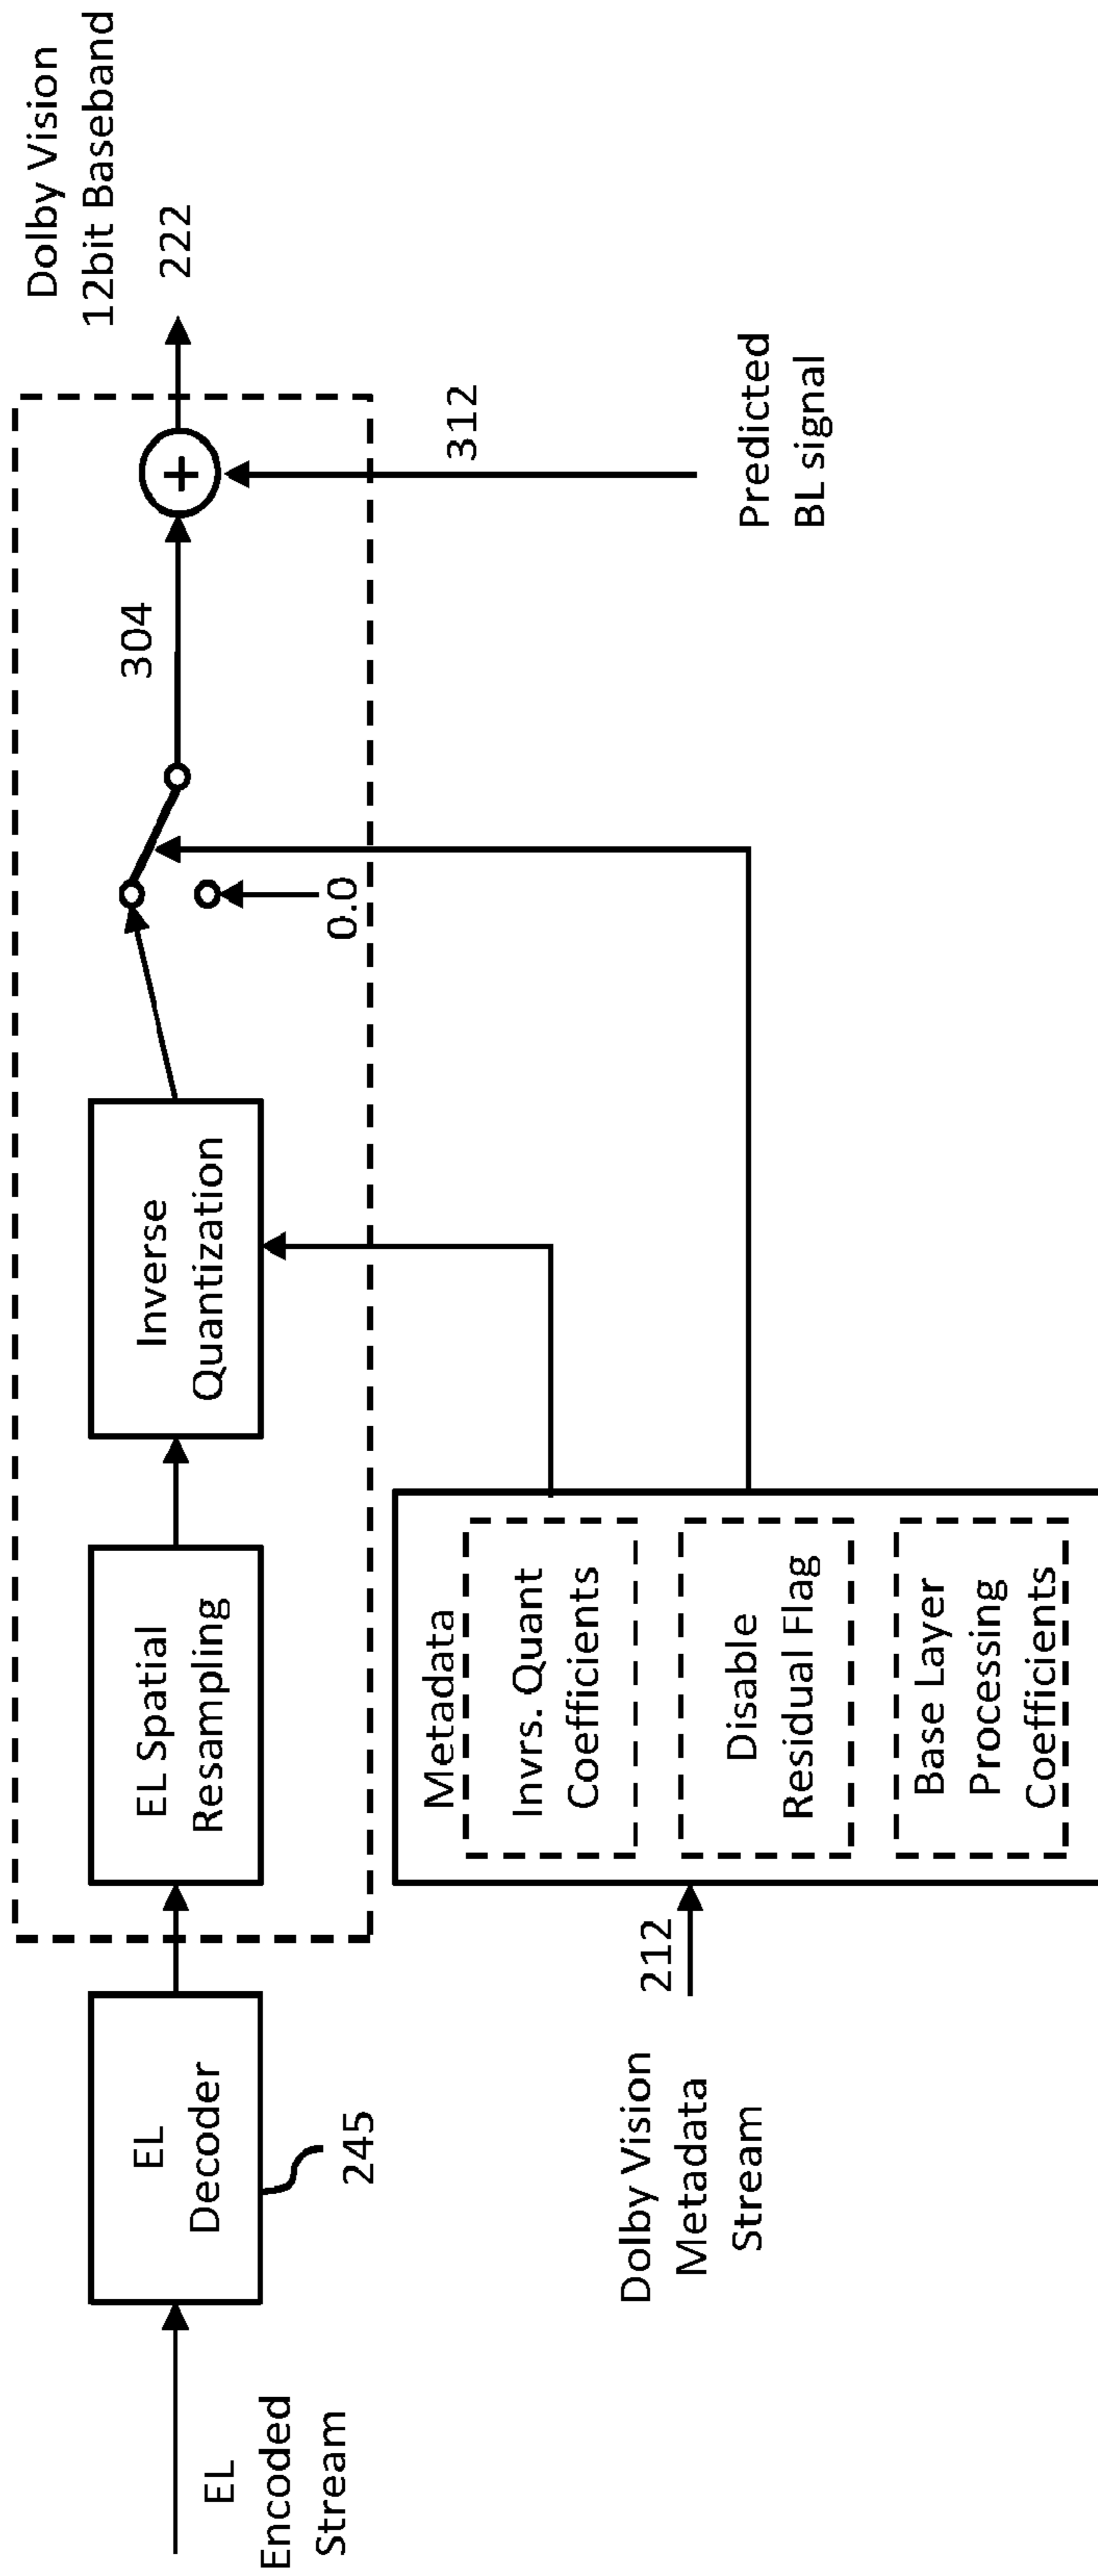 Dolby Vision
12bit Baseband
222
304
312
Predicted
BL signal
0.0
Inverse
Quantization
EL Spatial
Resampling
EL
Decoder
245
EL
Encoded
Stream
Metadata
Invrs. Quant
Coefficients
Disable
Residual Flag
Base Layer
Processing
Coefficients
212
Dolby Vision
Metadata
Stream
+